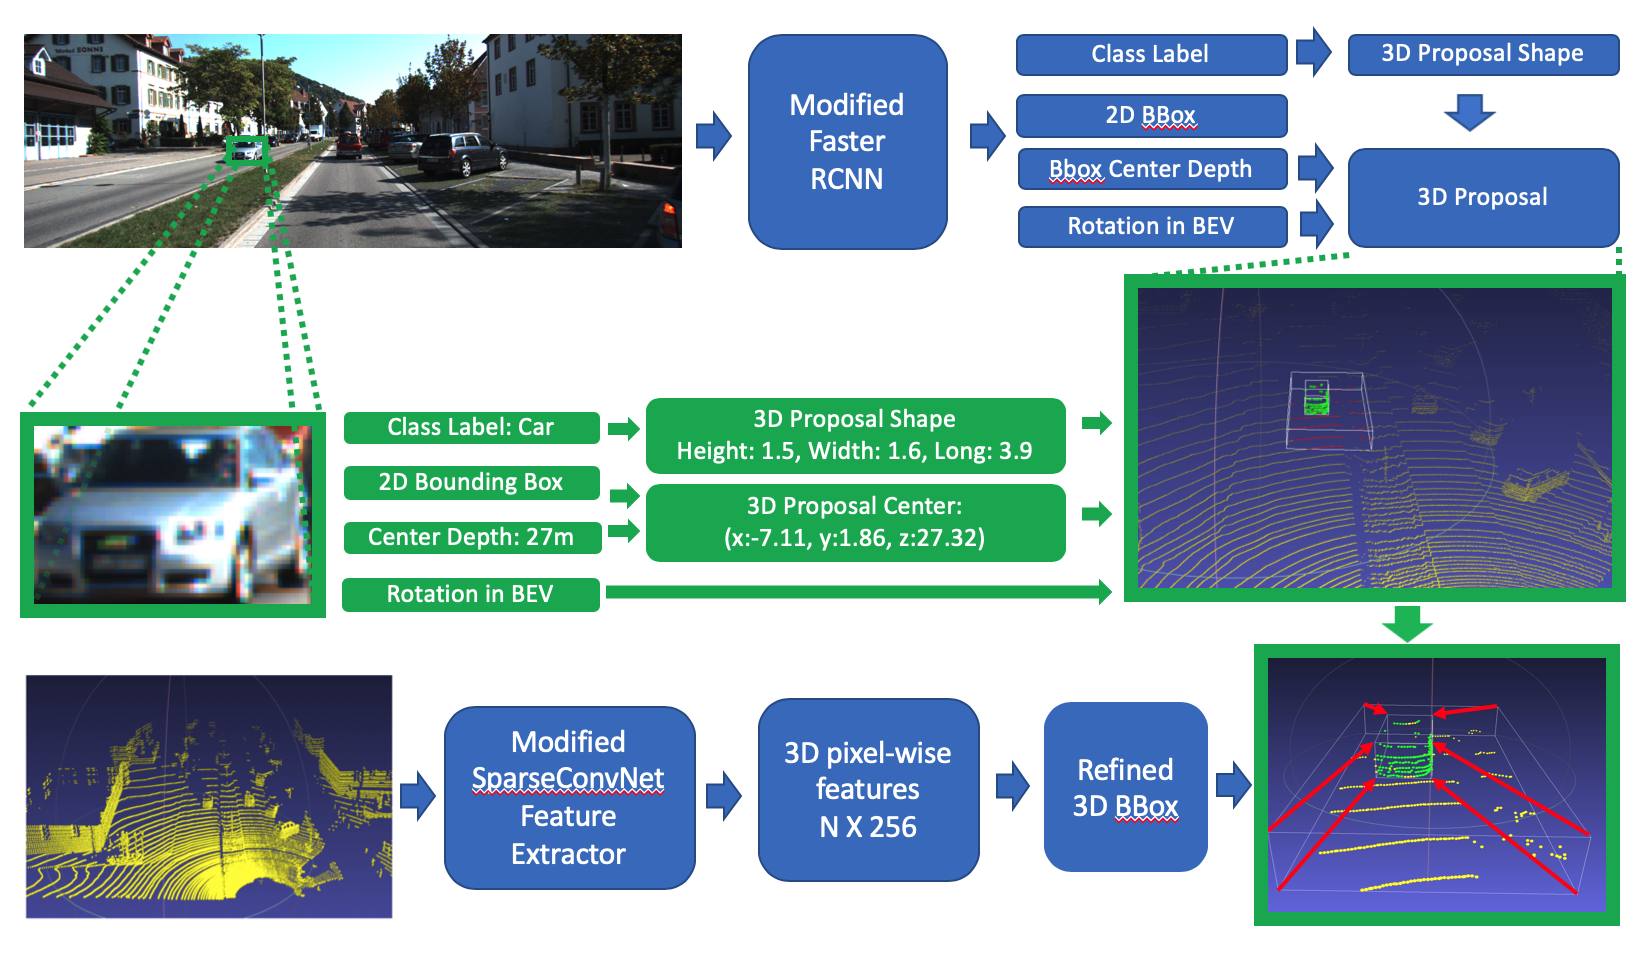 SONNE
Modified
Faster
RCNN
Class Label
2D BBox
Bbox Center Depth
Rotation in BEV
3D Proposal Shape
3D Proposal
Class Label: Car
2D Bounding Box
Center Depth: 27m
Rotation in BEV
3D Proposal Shape
Height: 1.5, Width: 1.6, Long: 3.9
3D Proposal Center:
(x:-7.11, y:1.86, z:27.32)
Modified
SparseConvNet
Feature
Extractor
3D pixel-wise
features
N X 256
Refined
3D BBox